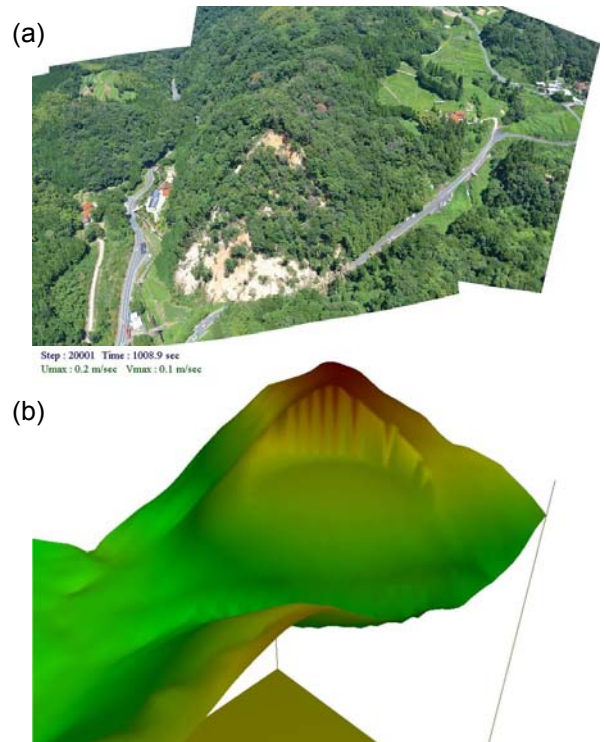 (a)
Step : 20001 Time : 1008.9 sec
Umax : 0.2 m/sec Vmax : 0.1 m/sec
(b)